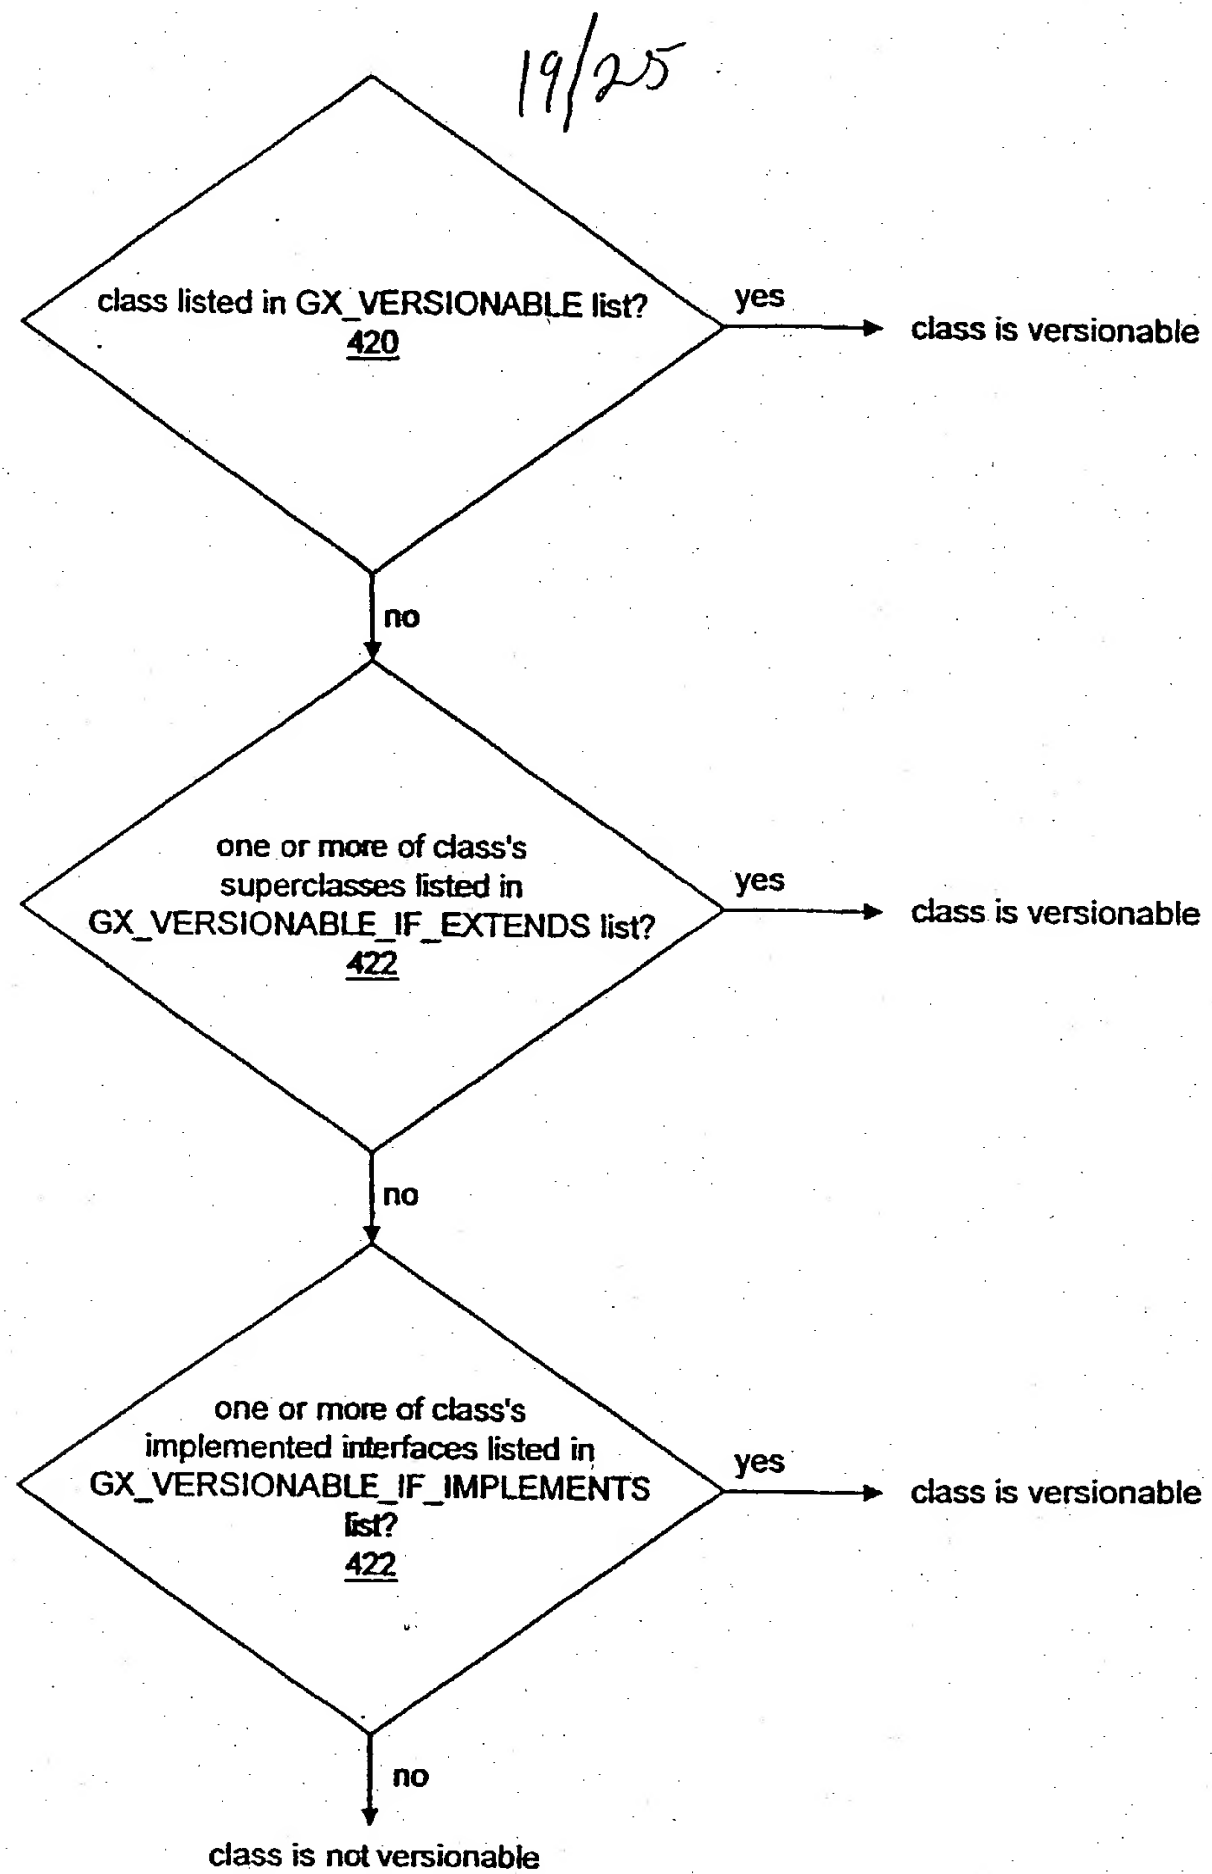 19/25
class listed in GX_VERSIONABLE list?
420
yes
class is versionable
no
one or more of class's
superclasses listed in
GX_VERSIONABLE_IF_EXTENDS list?
422
yes
class is versionable
no
one or more of class's
implemented interfaces listed in
GX_VERSIONABLE_IF_IMPLEMENTS
list?
422
yes
class is versionable
no
class is not versionable